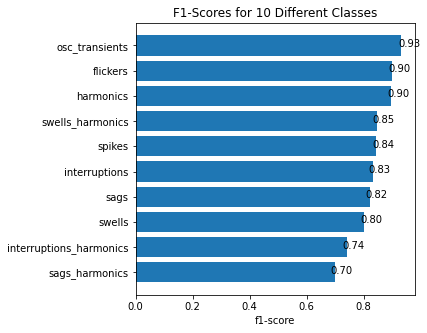 F1-Scores for 10 Different Classes
osc_transients 0.93
flickers 0.90
harmonics 0.90
swells_harmonics 0.85
spikes 0.84
interruptions 0.83
sags 0.82
swells 0.80
interruptions_harmonics 0.74
sags_harmonics 0.70
0.0 0.2 0.4 0.6 0.8
f1-score